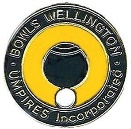 BOWLS WELLINGTON
UMPIRES Incorporated